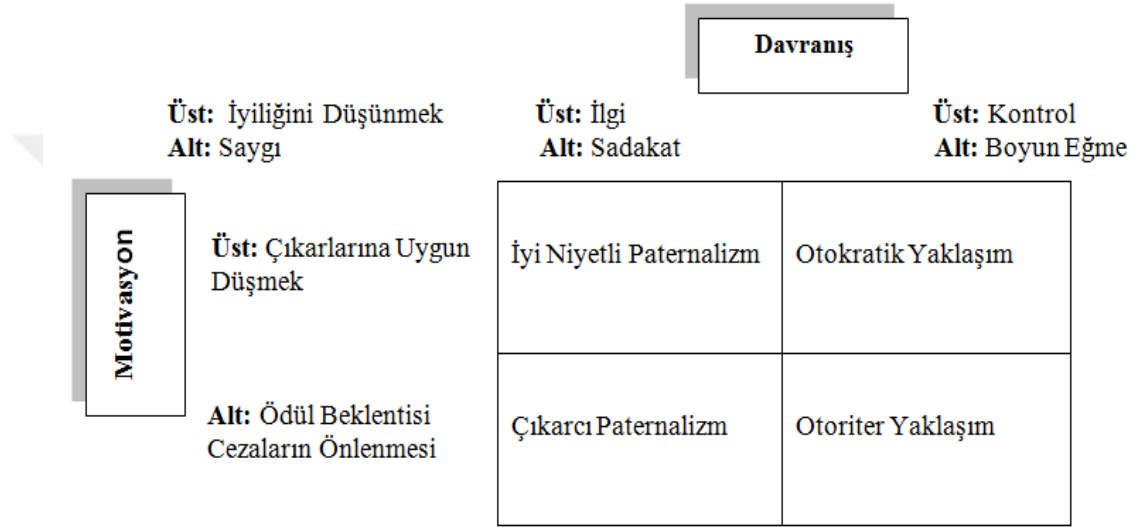 Davranış
Üst: İyiliğini Düşünmek
Alt: Saygı
Üst: İlgi
Alt: Sadakat
Üst: Kontrol
Alt: Boyun Eğme
Motivasyon
Üst: Çıkarlarına Uygun
Düşmek
İyi Niyetli Paternalizm
Otokratik Yaklaşım
Alt: Ödül Beklentisi
Cezaların Önlenmesi
Çıkarcı Paternalizm
Otoriter Yaklaşım